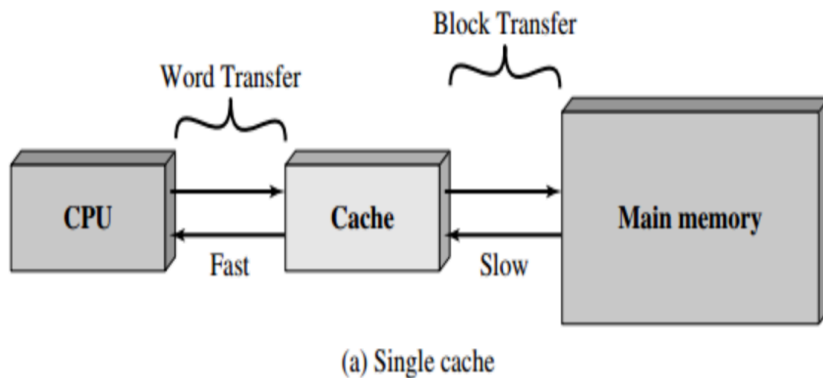 Block Transfer
Word Transfer
CPU
Cache
Main memory
Fast
Slow
(a) Single cache